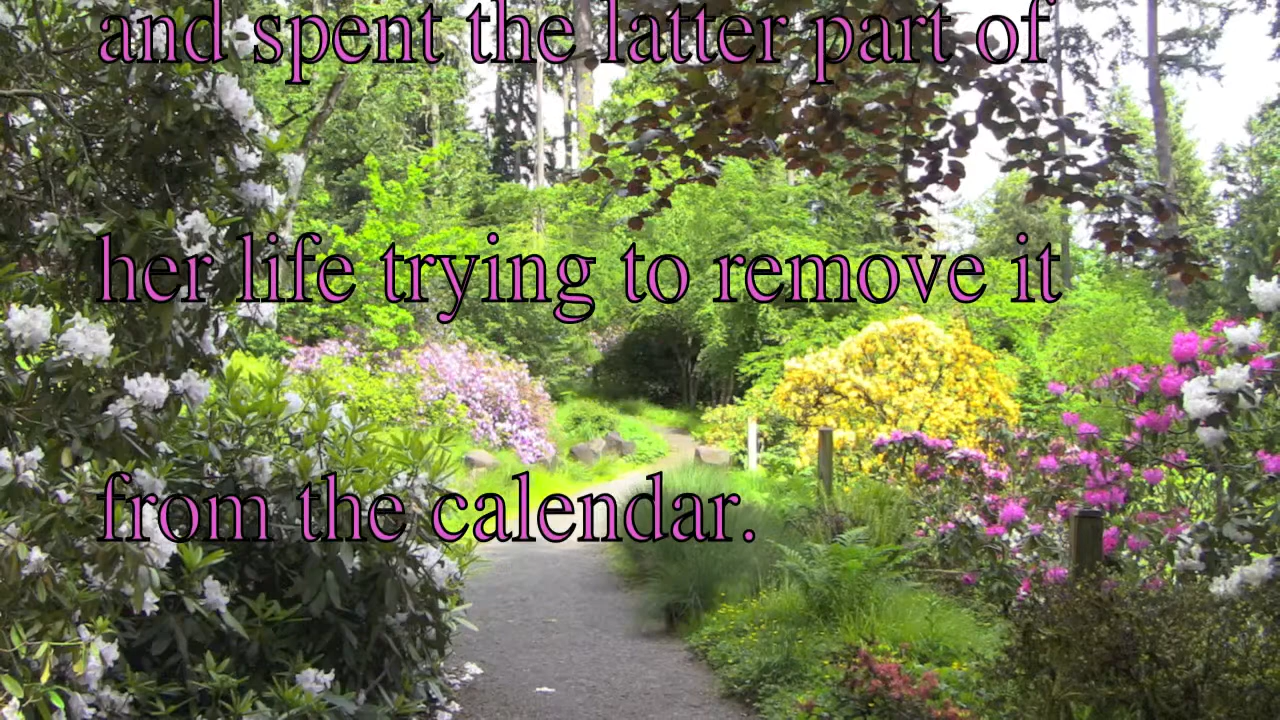 and spent the latter part of
her life trying to remove it
from the calendar.